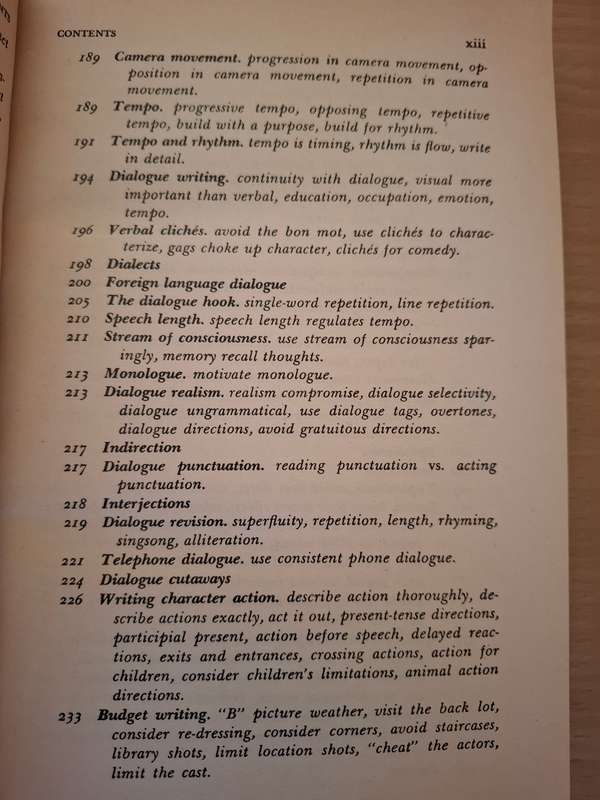 CONTENTS
xiii
189 Camera movement. progression in camera movement, op-
position in camera movement, repetition in camera
movement.
189 Tempo. progressive tempo, opposing tempo, repetitive
tempo, build with a purpose, build for rhythm.
191 Tempo and rhythm. tempo is timing, rhythm is flow, write
in detail.
194 Dialogue writing. continuity with dialogue, visual more
important than verbal, education, occupation, emotion,
tempo.
196 Verbal clichés. avoid the bon mot, use clichés to charac-
terize, gags choke up character, clichés for comedy.
198 Dialects
200 Foreign language dialogue
205 The dialogue hook. single-word repetition, line repetition.
210 Speech length. speech length regulates tempo.
211 Stream of consciousness. use stream of consciousness spar-
ingly, memory recall thoughts.
213 Monologue. motivate monologue.
213 Dialogue realism. realism compromise, dialogue selectivity,
dialogue ungrammatical, use dialogue tags, overtones,
dialogue directions, avoid gratuitous directions.
217 Indirection
217 Dialogue punctuation. reading punctuation vs. acting
punctuation.
218 Interjections
219 Dialogue revision. superfluity, repetition, length, rhyming,
singsong, alliteration.
221 Telephone dialogue. use consistent phone dialogue.
224 Dialogue cutaways
226 Writing character action. describe action thoroughly, de-
scribe actions exactly, act it out, present-tense directions,
participial present, action before speech, delayed reac-
tions, exits and entrances, crossing actions, action for
children, consider children's limitations, animal action
directions.
233 Budget writing. "B" picture weather, visit the back lot,
consider re-dressing, consider corners, avoid staircases,
library shots, limit location shots, "cheat" the actors,
limit the cast.